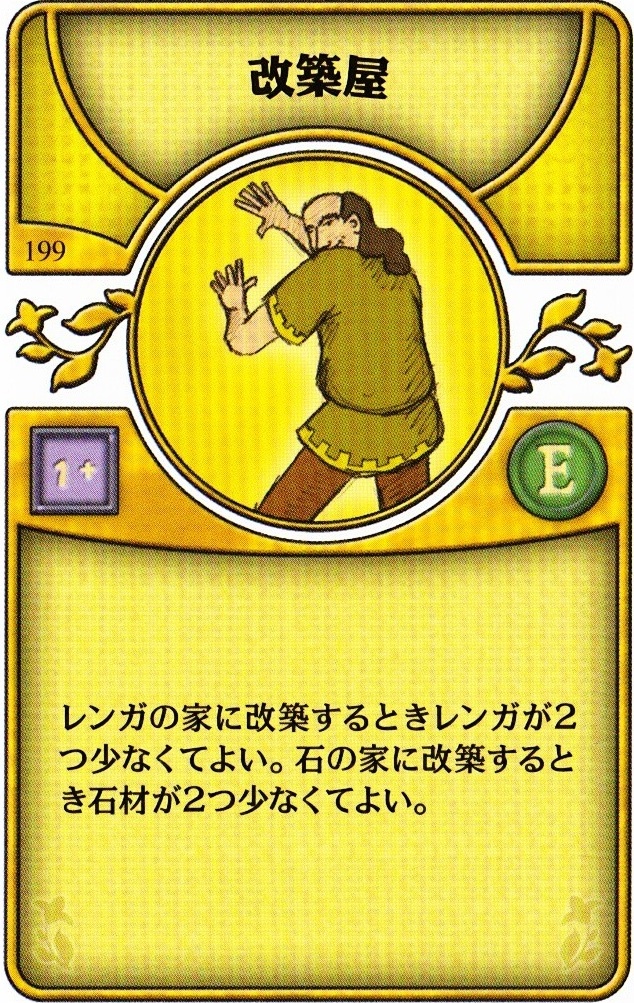 改築屋
199
1+
E
レンガの家に改築するときレンガが2
つ少なくてよい。石の家に改築すると
き石材が2つ少なくてよい。